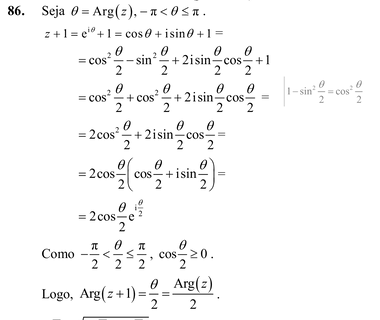 86. Seja θ = Arg(z), −π < θ ≤ π.
z + 1 = e^{iθ} + 1 = cos θ + i sin θ + 1 =
= cos² θ/2 − sin² θ/2 + 2i sin θ/2 cos θ/2 + 1
= cos² θ/2 + cos² θ/2 + 2i sin θ/2 cos θ/2 = | 1 − sin² θ/2 = cos² θ/2
= 2cos² θ/2 + 2i sin θ/2 cos θ/2 =
= 2cos θ/2 (cos θ/2 + i sin θ/2) =
= 2cos θ/2 e^{i θ/2}
Como −π/2 < θ/2 ≤ π/2, cos θ/2 ≥ 0.
Logo, Arg(z + 1) = θ/2 = Arg(z)/2.